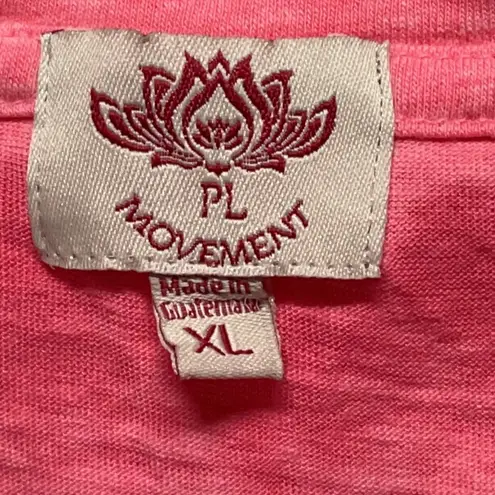 PL
MOVEMENT
Made in
Guatemala
XL